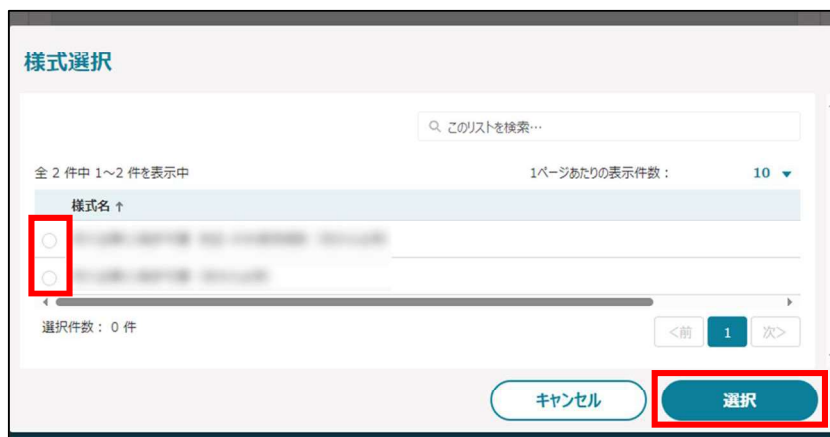 様式選択
このリストを検索…
全 2 件中 1～2 件を表示中 1ページあたりの表示件数： 10
様式名 ↑
選択件数： 0 件
<前 1 次>
キャンセル 選択